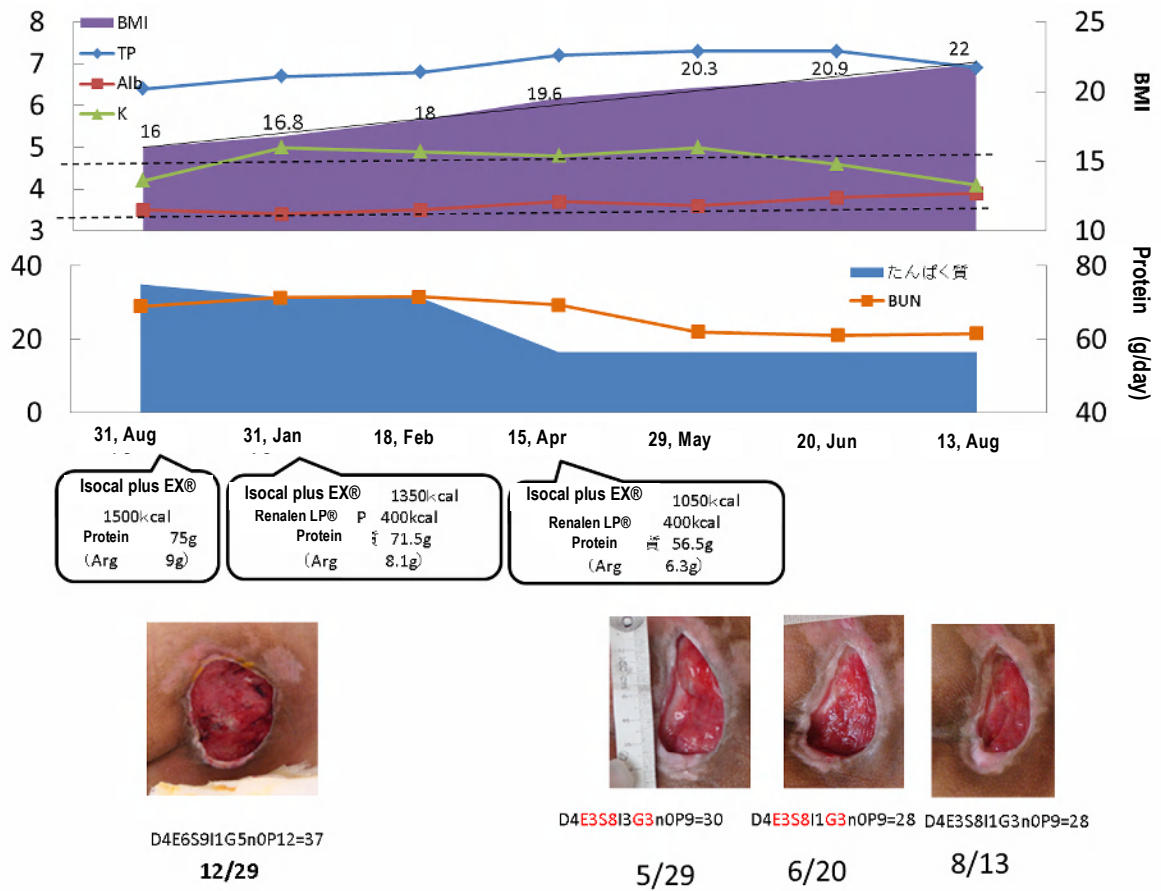 8
7
6
5
4
3
BMI
TP
Alb
K
16
16.8
18
19.6
20.3
20.9
22
25
20
15
10
BMI
40
20
0
たんぱく質
BUN
80
60
40
Protein (g/day)
31, Aug
31, Jan
18, Feb
15, Apr
29, May
20, Jun
13, Aug
Isocal plus EX®
1500kcal
Protein 75g
(Arg 9g)
Isocal plus EX® 1350kcal
Renalen LP® P 400kcal
Protein 71.5g
(Arg 8.1g)
Isocal plus EX® 1050kcal
Renalen LP® 400kcal
Protein 質 56.5g
(Arg 6.3g)
D4E6S9I1G5n0P12=37
12/29
D4E3S8I3G3n0P9=30
5/29
D4E3S8I1G3n0P9=28
6/20
D4E3S8I1G3n0P9=28
8/13